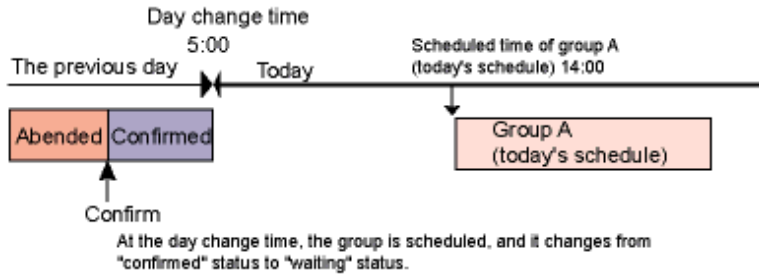 Day change time
5:00
Scheduled time of group A
(today's schedule) 14:00
The previous day
Today
Abended
Confirmed
Group A
(today's schedule)
Confirm
At the day change time, the group is scheduled, and it changes from
"confirmed" status to "waiting" status.